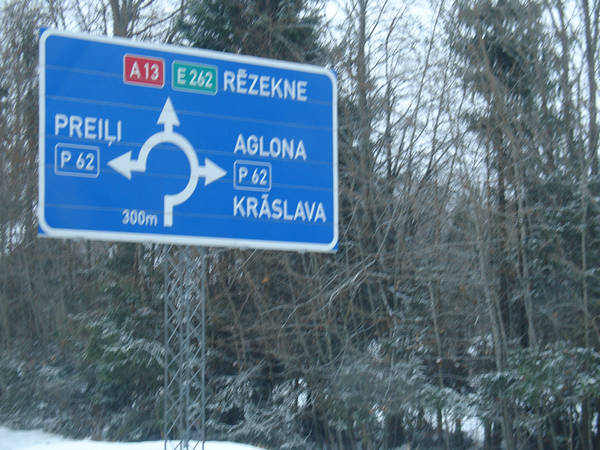 A13 E 262 RĒZEKNE
PREIĻI
P 62
AGLONA
P 62
KRĀSLAVA
300m